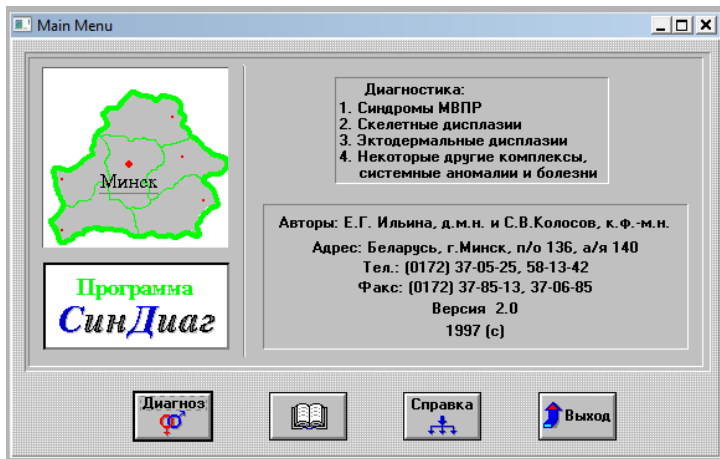 Main Menu
Минск
Программа
СинДиаг
Диагностика:
1. Синдромы МВПР
2. Скелетные дисплазии
3. Эктодермальные дисплазии
4. Некоторые другие комплексы,
системные аномалии и болезни
Авторы: Е.Г. Ильина, д.м.н. и С.В.Колосов, к.ф.-м.н.
Адрес: Беларусь, г.Минск, п/о 136, а/я 140
Тел.: (0172) 37-05-25, 58-13-42
Факс: (0172) 37-85-13, 37-06-85
Версия 2.0
1997 (c)
Диагноз
Справка
Выход